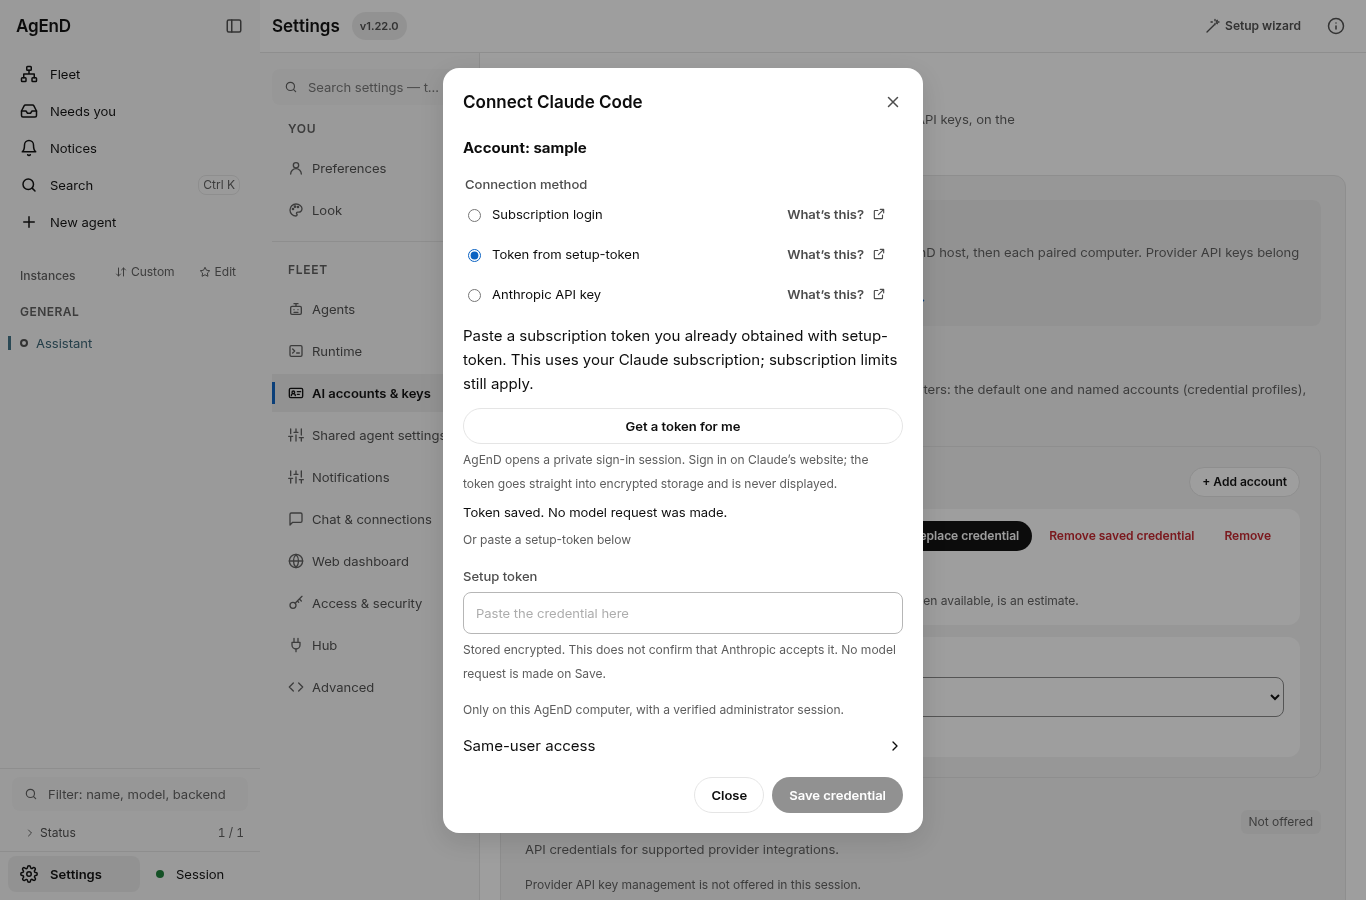 AgEnD
Fleet
Needs you
Notices
Search
Ctrl K
New agent
Instances
Custom
Edit
GENERAL
Assistant
Filter: name, model, backend
Status
1 / 1
Settings
Session
Settings
v1.22.0
Setup wizard
Search settings — t...
YOU
Preferences
Look
FLEET
Agents
Runtime
AI accounts & keys
Shared agent settings
Notifications
Chat & connections
Web dashboard
Access & security
Hub
Advanced
Connect Claude Code
Account: sample
Connection method
Subscription login
What's this?
Token from setup-token
What's this?
Anthropic API key
What's this?
Paste a subscription token you already obtained with setup-
token. This uses your Claude subscription; subscription limits
still apply.
Get a token for me
AgEnD opens a private sign-in session. Sign in on Claude's website; the
token goes straight into encrypted storage and is never displayed.
Token saved. No model request was made.
Or paste a setup-token below
Setup token
Paste the credential here
Stored encrypted. This does not confirm that Anthropic accepts it. No model
request is made on Save.
Only on this AgEnD computer, with a verified administrator session.
Same-user access
Close
Save credential
API keys, on the
host, then each paired computer. Provider API keys belong
the default one and named accounts (credential profiles),
+ Add account
credential
Remove saved credential
Remove
available, is an estimate.
Not offered
API credentials for supported provider integrations.
Provider API key management is not offered in this session.